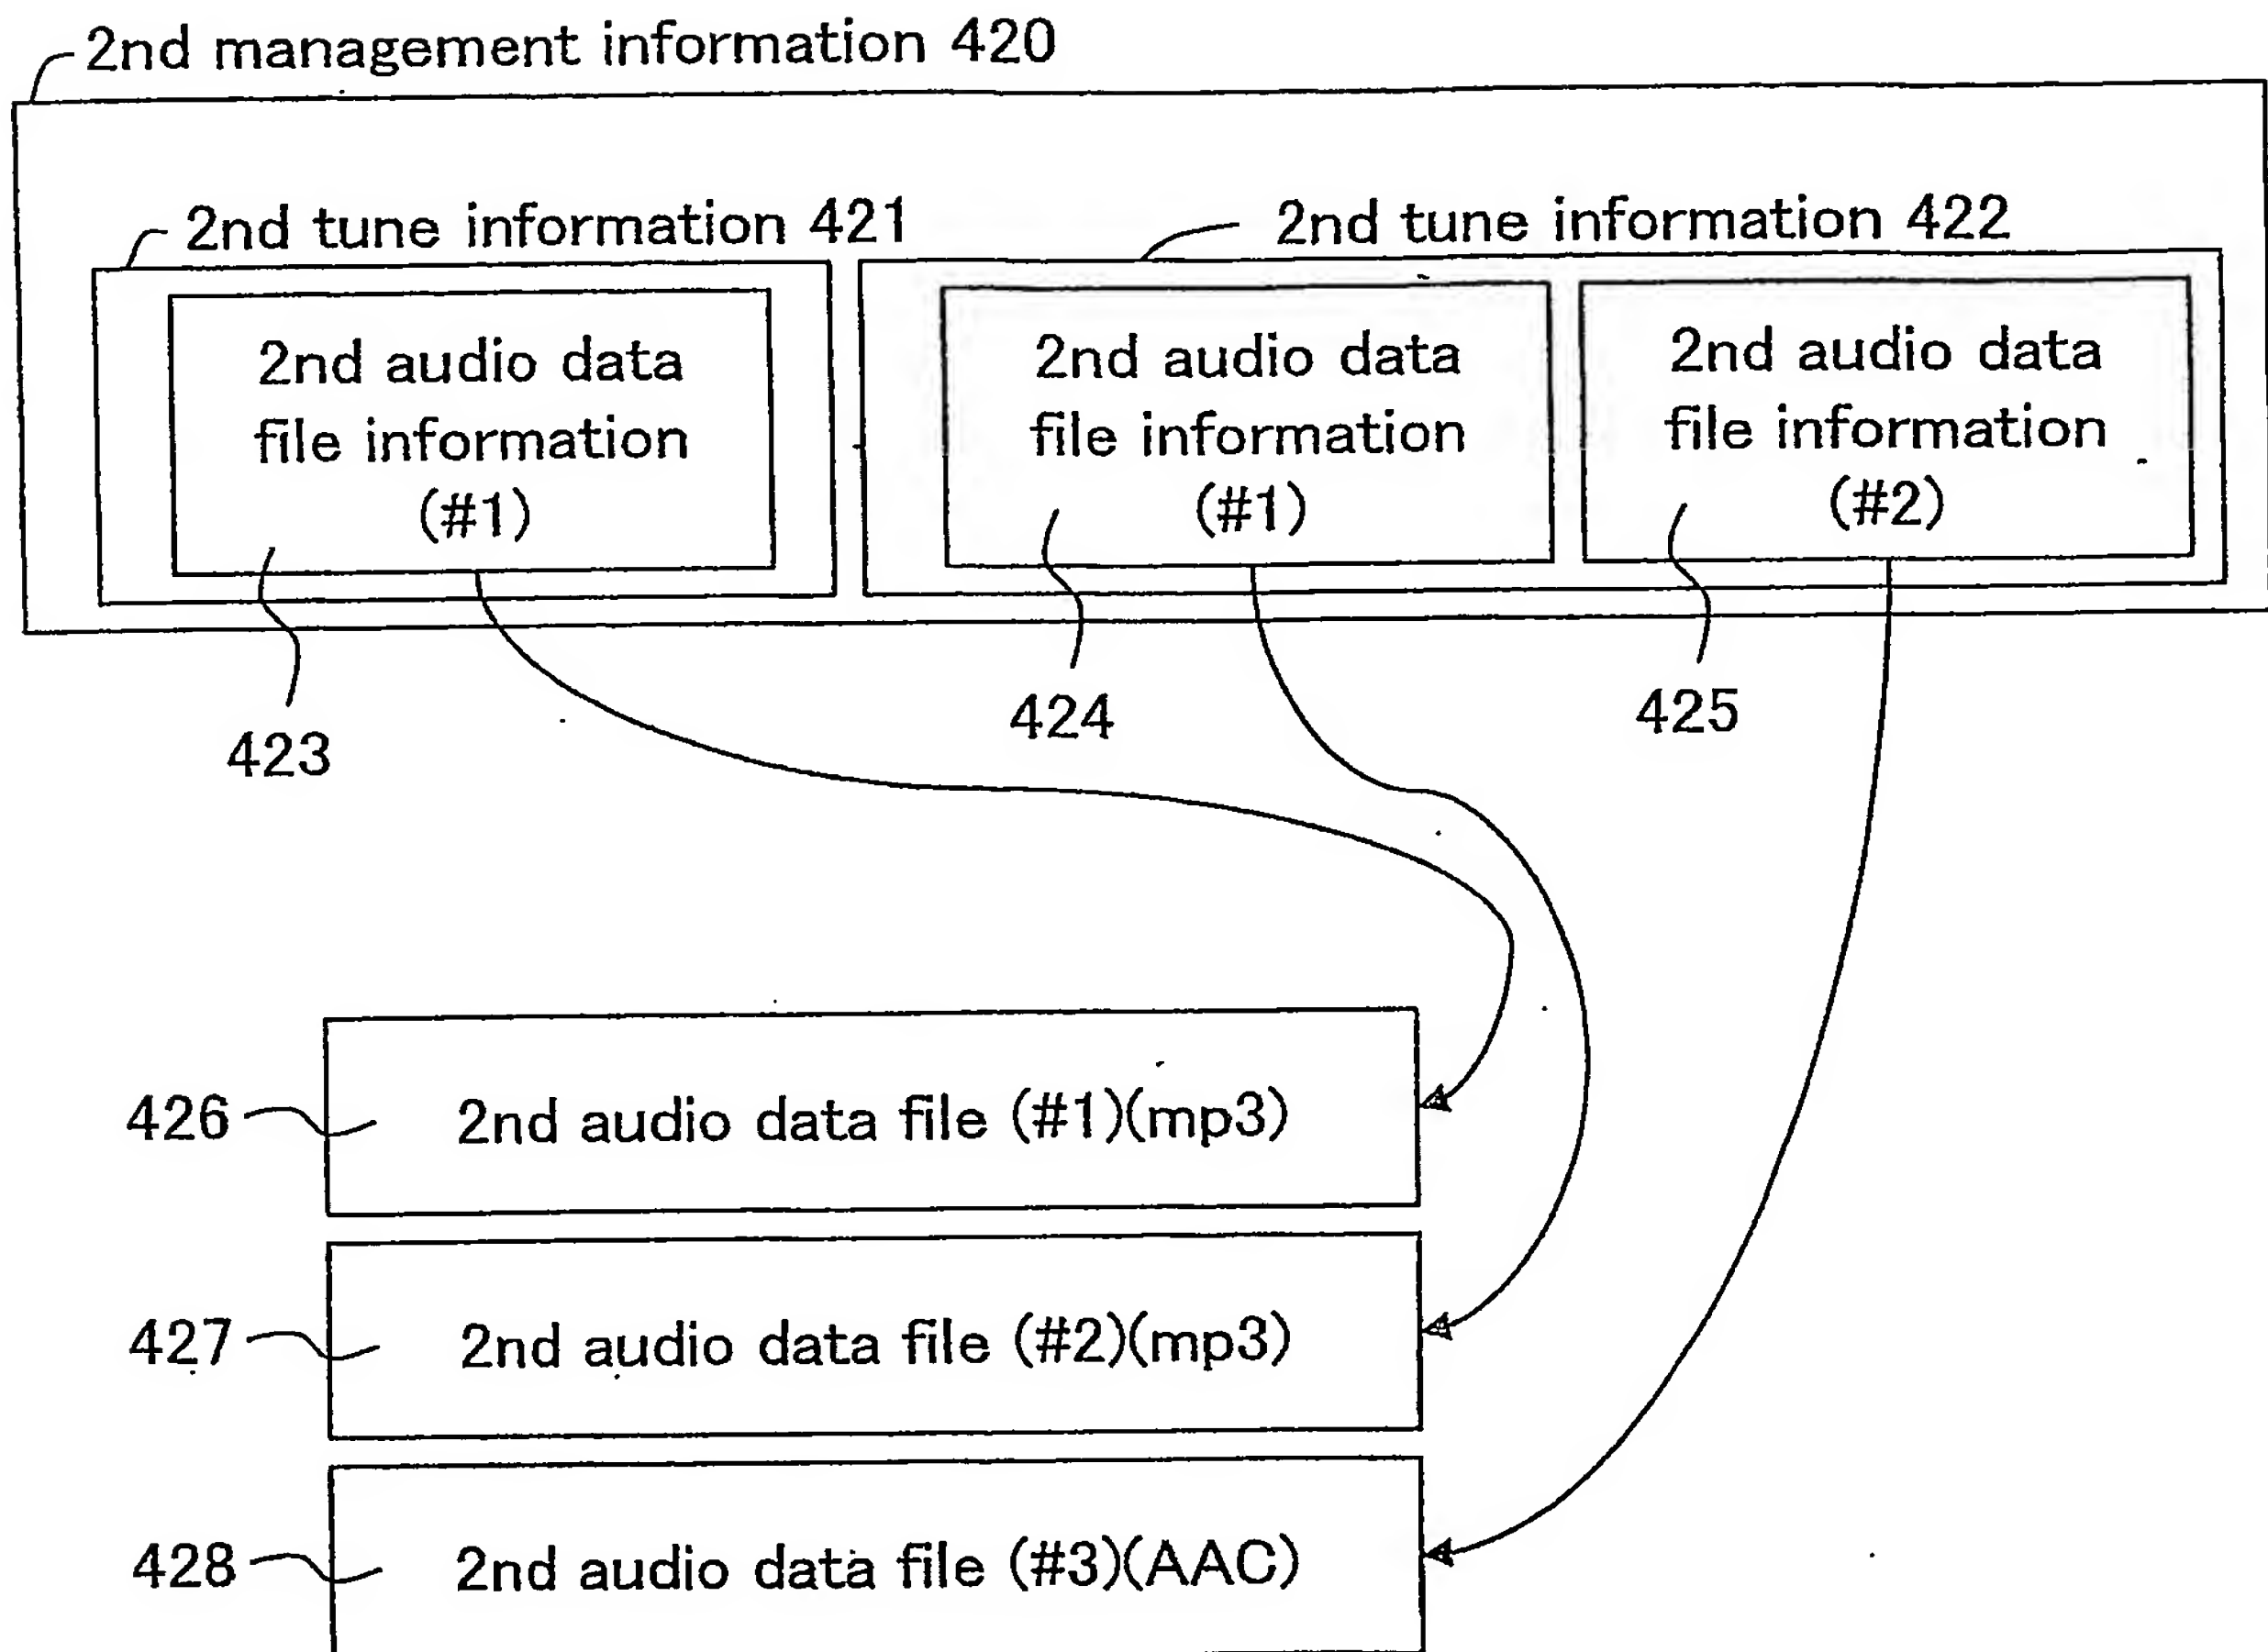 2nd management information 420
2nd tune information 421
2nd tune information 422
2nd audio data
file information
(#1)
2nd audio data
file information
(#1)
2nd audio data
file information
(#2)
423
424
425
426
2nd audio data file (#1)(mp3)
427
2nd audio data file (#2)(mp3)
428
2nd audio data file (#3)(AAC)